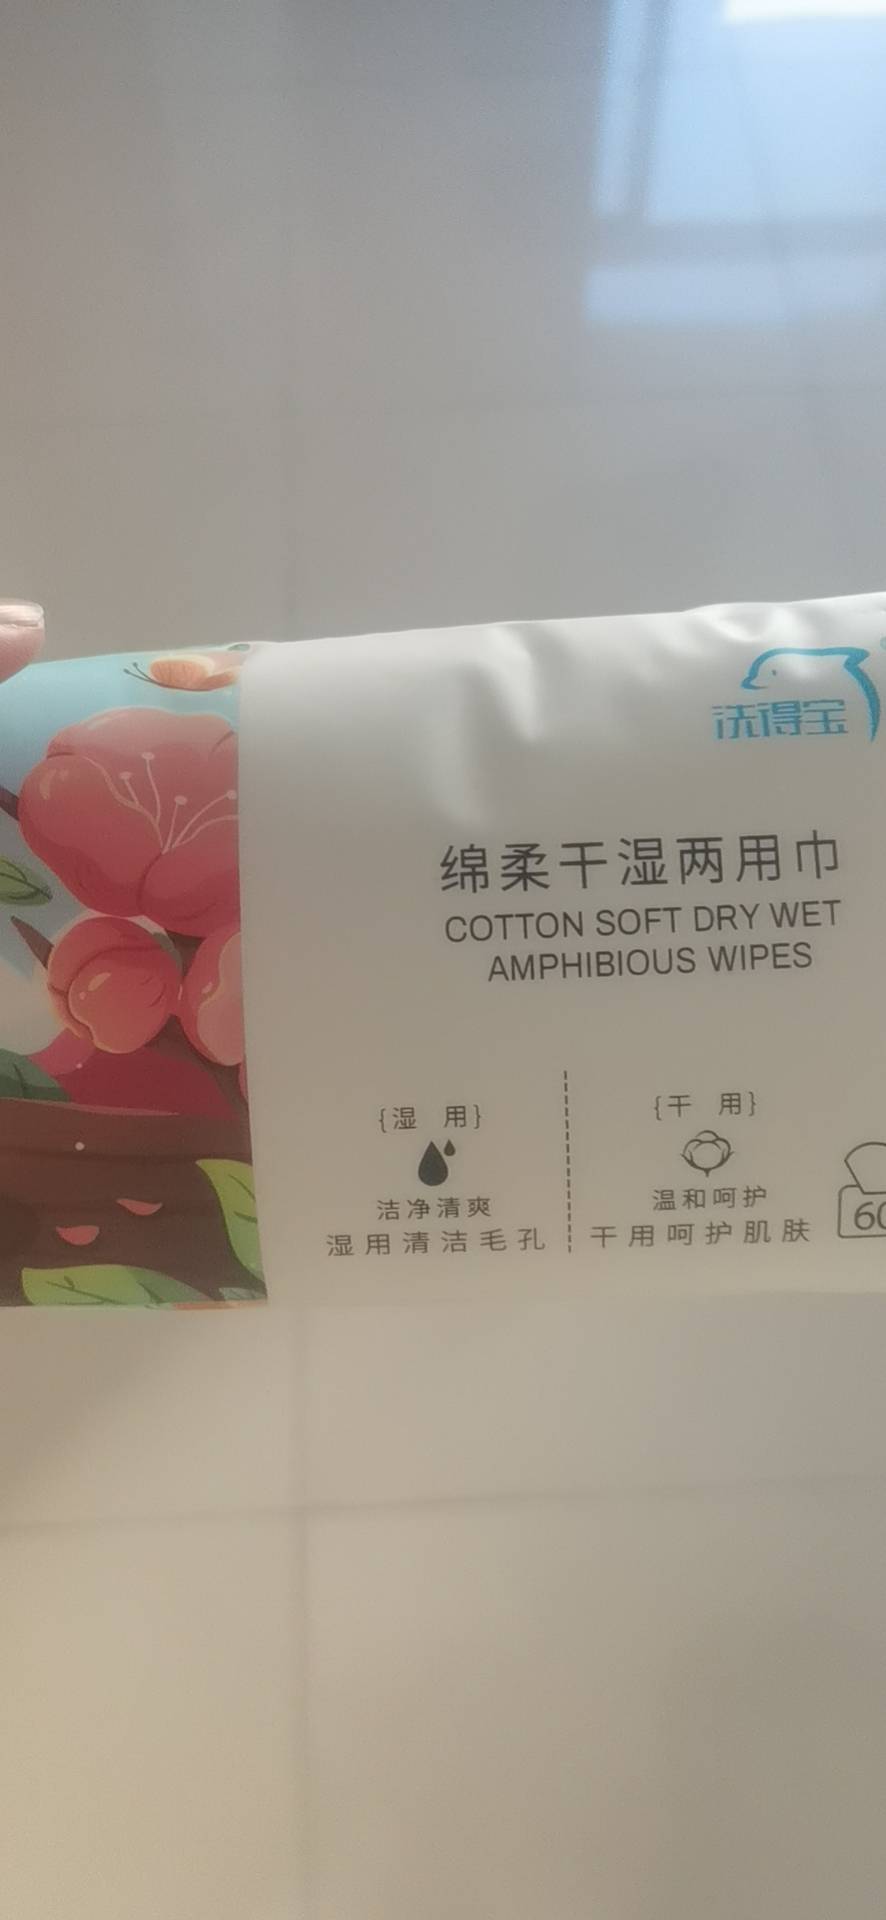 洗得宝
绵柔干湿两用巾
COTTON SOFT DRY WET
AMPHIBIOUS WIPES
{湿 用}
洁净清爽
湿用清洁毛孔
{干 用}
温和呵护
干用呵护肌肤
60